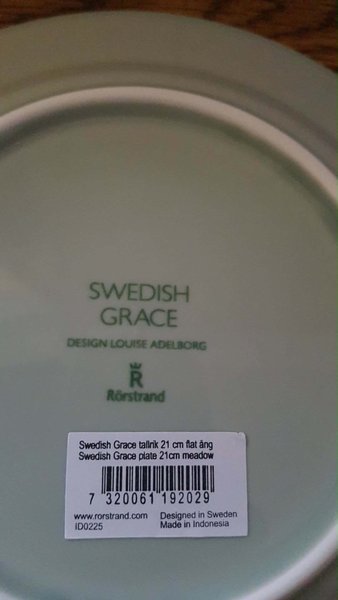 SWEDISH
GRACE
DESIGN LOUISE ADELBORG
R
Rörstrand
Swedish Grace tallrik 21 cm flat äng
Swedish Grace plate 21cm meadow
7 320061 192029
www.rorstrand.com Designed in Sweden
ID0225 Made in Indonesia